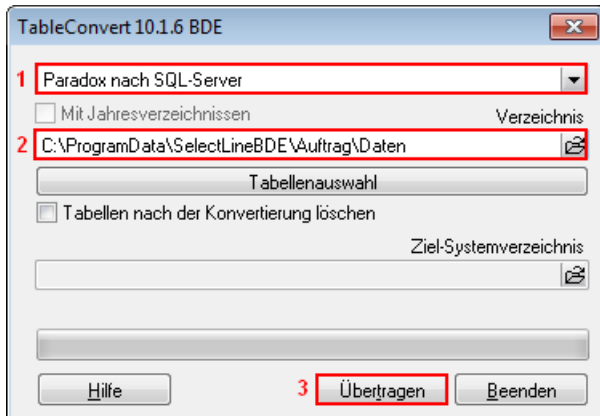 TableConvert 10.1.6 BDE
1 Paradox nach SQL-Server
Mit Jahresverzeichnissen
Verzeichnis
2 C:\ProgramData\SelectLineBDE\Auftrag\Daten
Tabellenauswahl
Tabellen nach der Konvertierung löschen
Ziel-Systemverzeichnis
Hilfe 3 Übertragen Beenden